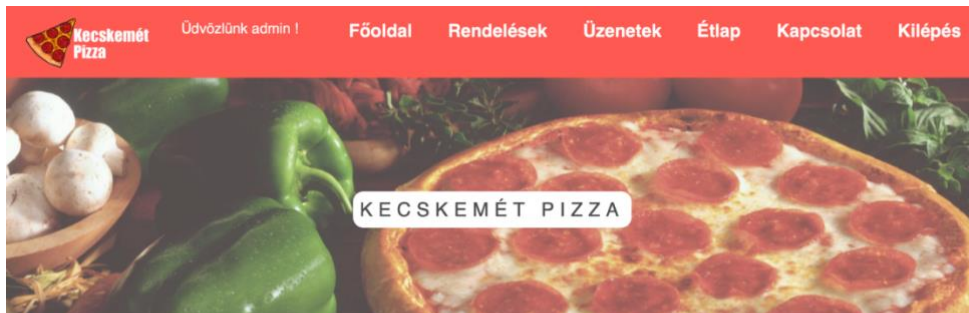 Kecskemét
Pizza
Üdvözlünk admin !
Főoldal
Rendelések
Üzenetek
Étlap
Kapcsolat
Kilépés
KECSKEMÉT PIZZA